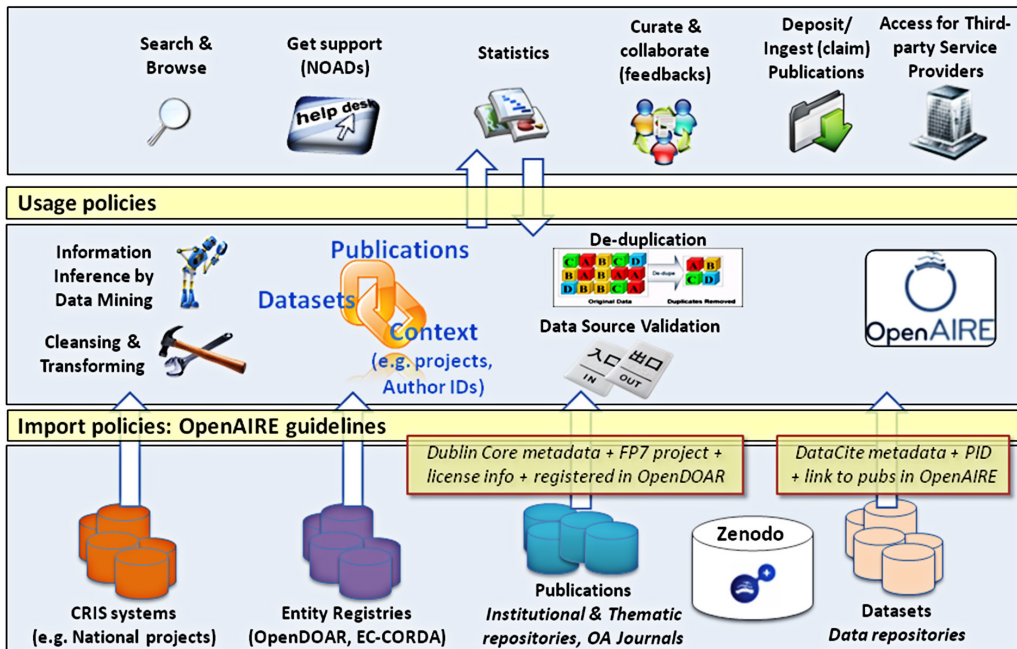 Search &
Browse
Get support
(NOADs)
Statistics
Curate &
collaborate
(feedbacks)
Deposit/
Ingest (claim)
Publications
Access for Third-
party Service
Providers
help desk
Usage policies
Information
Inference by
Data Mining
Cleansing &
Transforming
Publications
Datasets
Context
(e.g. projects,
Author IDs)
De-duplication
C A B C D
B A B A A
D B B C A
De-dupe
A B
C D
Original Data
Duplicates Removed
Data Source Validation
入口
IN
出口
OUT
OpenAIRE
Import policies: OpenAIRE guidelines
Dublin Core metadata + FP7 project +
license info + registered in OpenDOAR
DataCite metadata + PID
+ link to pubs in OpenAIRE
CRIS systems
(e.g. National projects)
Entity Registries
(OpenDOAR, EC-CORDA)
Publications
Institutional & Thematic
repositories, OA Journals
Zenodo
Datasets
Data repositories